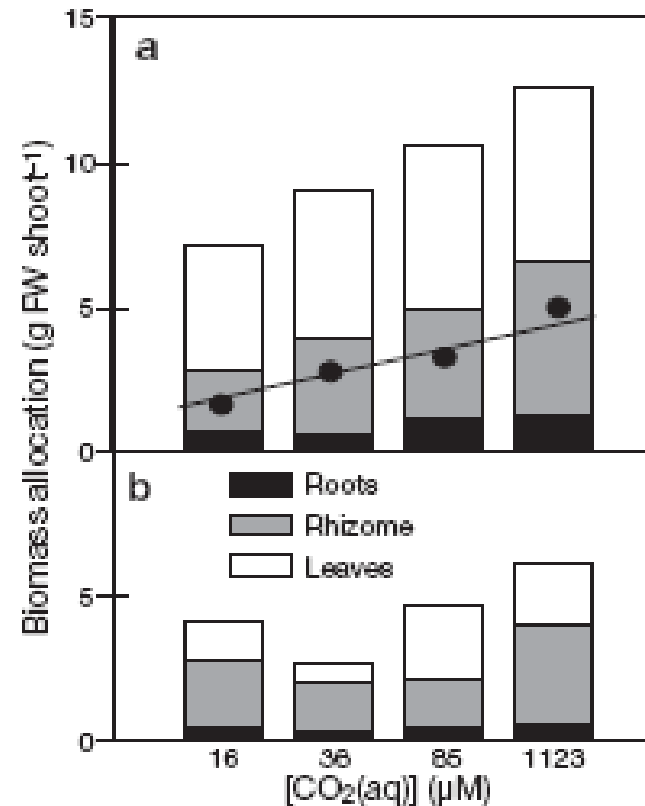 15
a
10
5
0
Biomass allocation (g FW shoot⁻¹)
b
Roots
Rhizome
Leaves
5
0
16 36 85 1123
[CO₂(aq)] (μM)